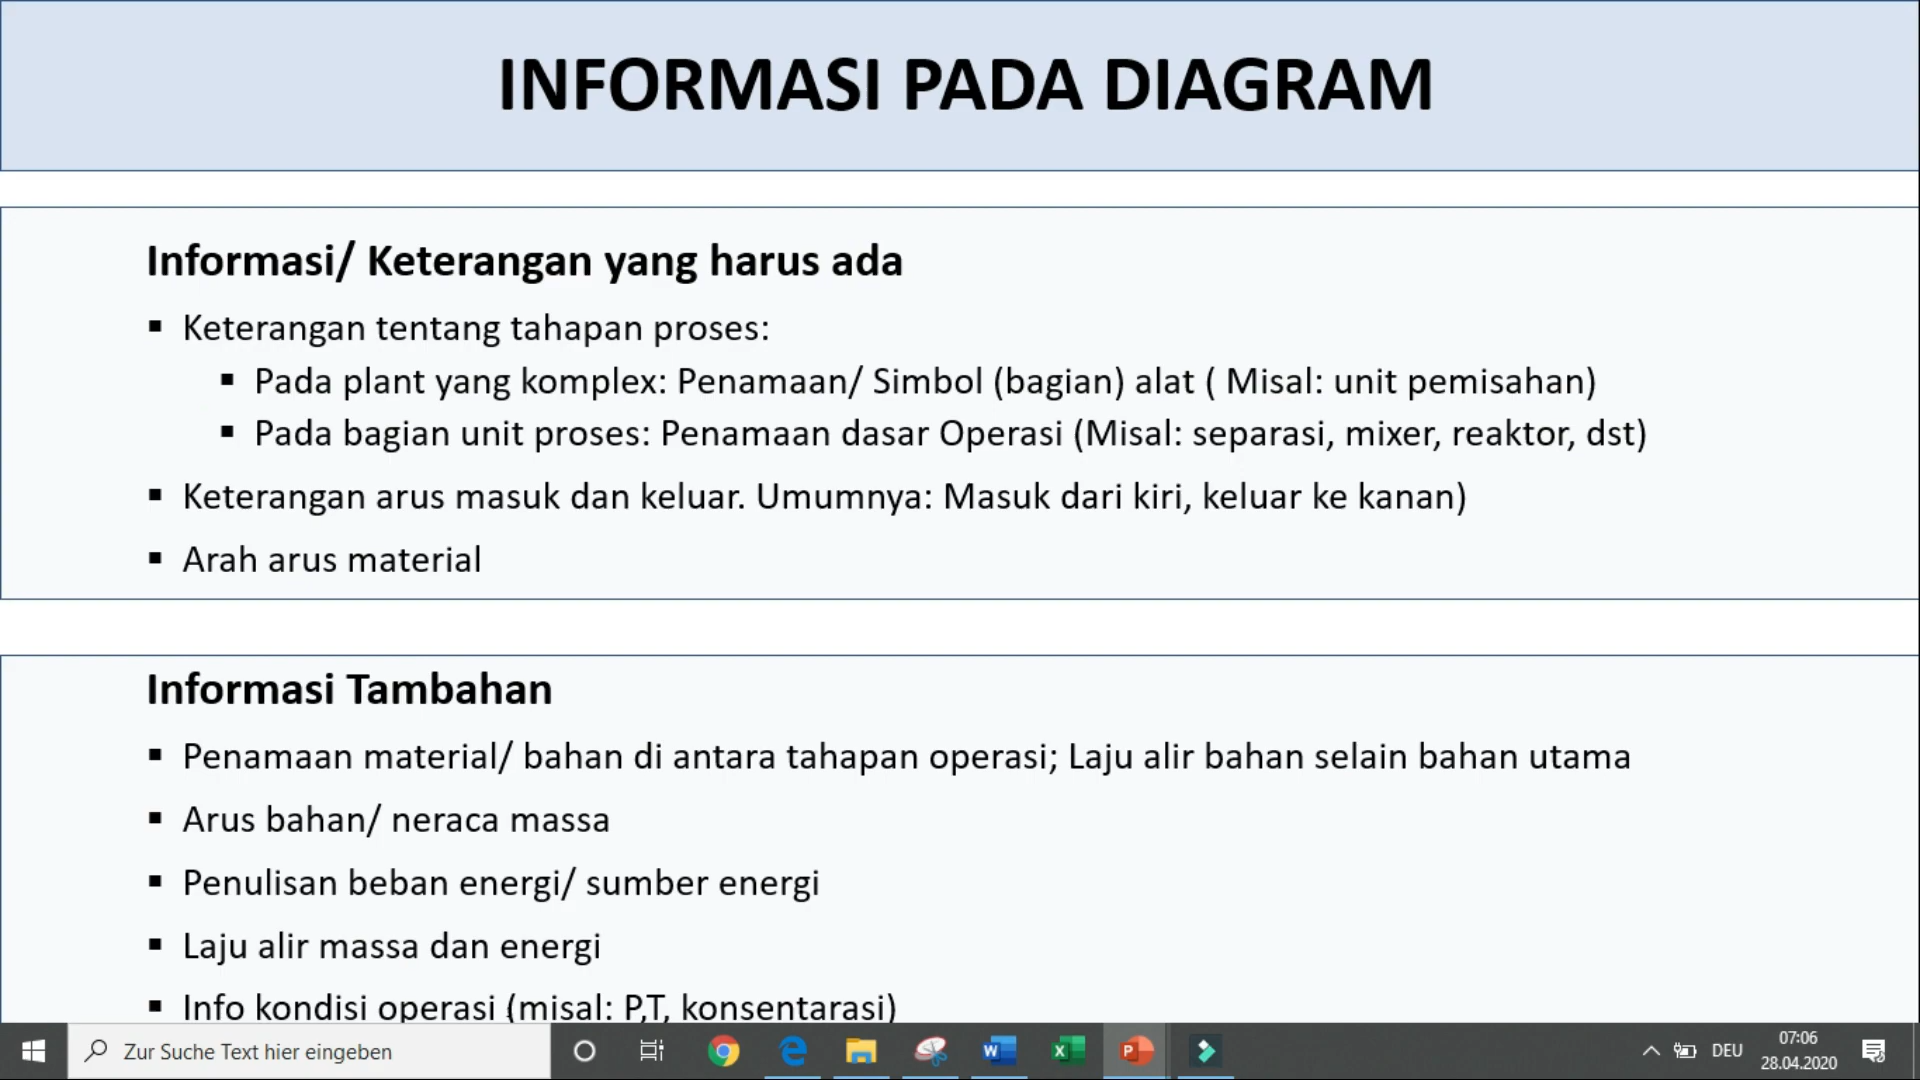 INFORMASI PADA DIAGRAM
Informasi/ Keterangan yang harus ada
▪ Keterangan tentang tahapan proses:
▪ Pada plant yang komplex: Penamaan/ Simbol (bagian) alat ( Misal: unit pemisahan)
▪ Pada bagian unit proses: Penamaan dasar Operasi (Misal: separasi, mixer, reaktor, dst)
▪ Keterangan arus masuk dan keluar. Umumnya: Masuk dari kiri, keluar ke kanan)
▪ Arah arus material
Informasi Tambahan
▪ Penamaan material/ bahan di antara tahapan operasi; Laju alir bahan selain bahan utama
▪ Arus bahan/ neraca massa
▪ Penulisan beban energi/ sumber energi
▪ Laju alir massa dan energi
▪ Info kondisi operasi (misal: P,T, konsentarasi)
Zur Suche Text hier eingeben
DEU
07:06
28.04.2020